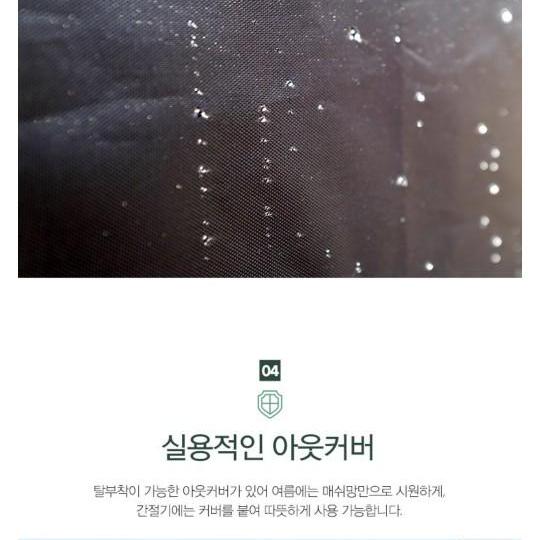 04
실용적인 아웃커버
탈부착이 가능한 아웃커버가 있어 여름에는 매쉬망만으로 시원하게,
간절기에는 커버를 붙여 따뜻하게 사용 가능합니다.